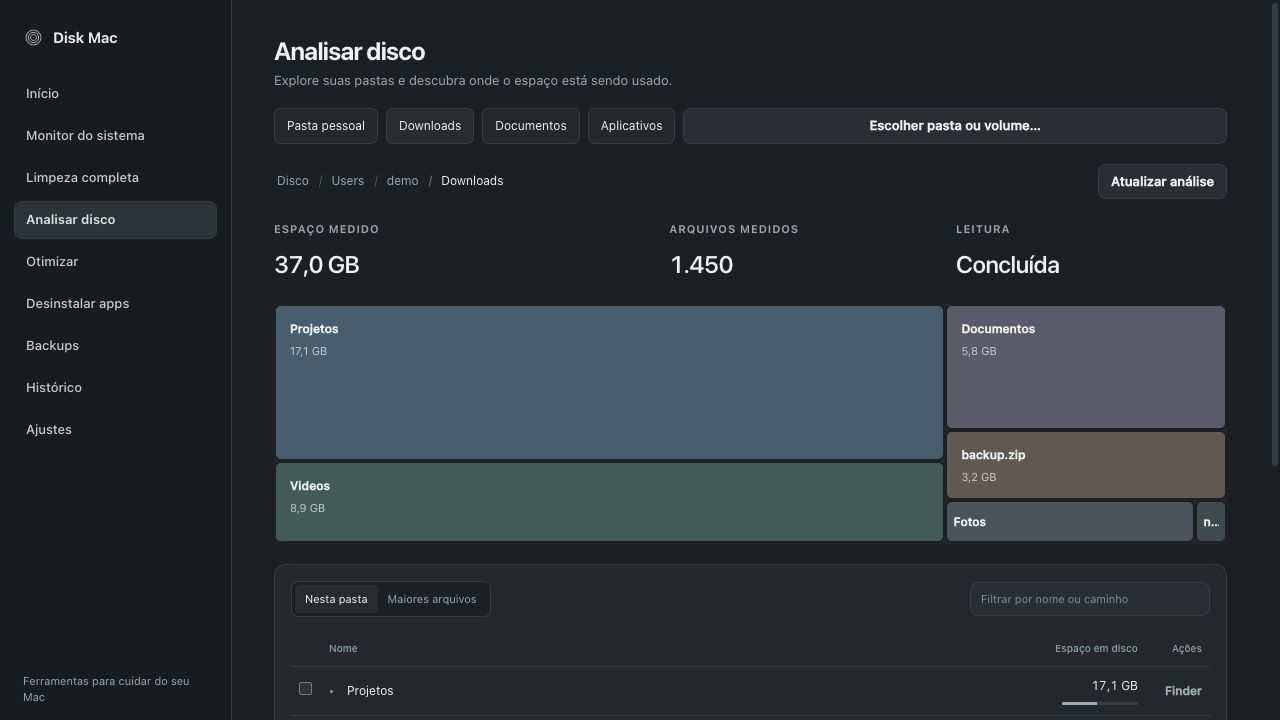 Disk Mac
Início
Monitor do sistema
Limpeza completa
Analisar disco
Otimizar
Desinstalar apps
Backups
Histórico
Ajustes
Ferramentas para cuidar do seu
Mac
Analisar disco
Explore suas pastas e descubra onde o espaço está sendo usado.
Pasta pessoal Downloads Documentos Aplicativos Escolher pasta ou volume...
Disco / Users / demo / Downloads Atualizar análise
ESPAÇO MEDIDO ARQUIVOS MEDIDOS LEITURA
37,0 GB 1.450 Concluída
Projetos
17,1 GB
Videos
8,9 GB
Documentos
5,8 GB
backup.zip
3,2 GB
Fotos n...
Nesta pasta Maiores arquivos Filtrar por nome ou caminho
Nome Espaço em disco Ações
Projetos 17,1 GB Finder